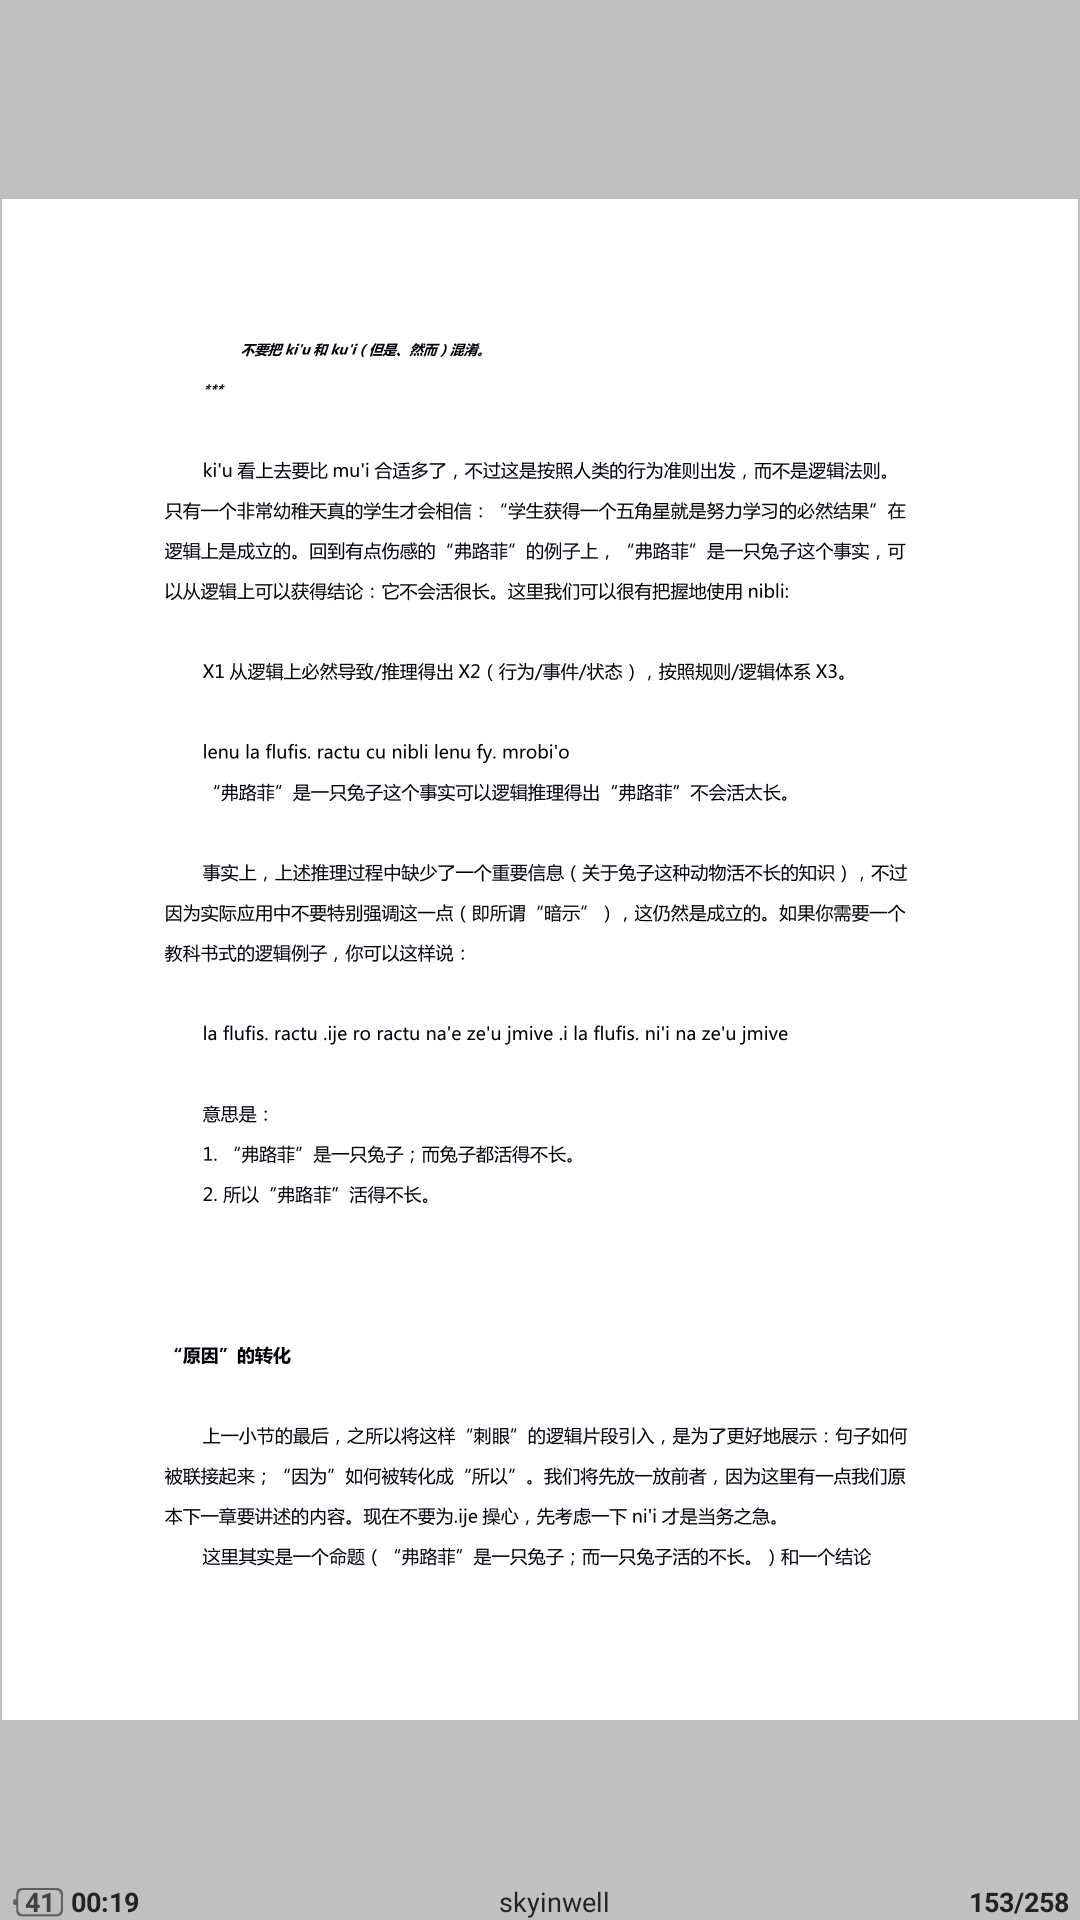 不要把 ki'u 和 ku'i（但是、然而）混淆。
***
ki'u 看上去要比 mu'i 合适多了，不过这是按照人类的行为准则出发，而不是逻辑法则。
只有一个非常幼稚天真的学生才会相信：“学生获得一个五角星就是努力学习的必然结果”在
逻辑上是成立的。回到有点伤感的“弗路菲”的例子上，“弗路菲”是一只兔子这个事实，可
以从逻辑上可以获得结论：它不会活很长。这里我们可以很有把握地使用 nibli:
X1 从逻辑上必然导致/推理得出 X2（行为/事件/状态），按照规则/逻辑体系 X3。
lenu la flufis. ractu cu nibli lenu fy. mrobi'o
“弗路菲”是一只兔子这个事实可以逻辑推理得出“弗路菲”不会活太长。
事实上，上述推理过程中缺少了一个重要信息（关于兔子这种动物活不长的知识），不过
因为实际应用中不要特别强调这一点（即所谓“暗示”），这仍然是成立的。如果你需要一个
教科书式的逻辑例子，你可以这样说：
la flufis. ractu .ije ro ractu na'e ze'u jmive .i la flufis. ni'i na ze'u jmive
意思是：
1. “弗路菲”是一只兔子；而兔子都活得不长。
2. 所以“弗路菲”活得不长。
“原因”的转化
上一小节的最后，之所以将这样“刺眼”的逻辑片段引入，是为了更好地展示：句子如何
被联接起来；“因为”如何被转化成“所以”。我们将先放一放前者，因为这里有一点我们原
本下一章要讲述的内容。现在不要为.ije 操心，先考虑一下 ni'i 才是当务之急。
这里其实是一个命题（“弗路菲”是一只兔子；而一只兔子活的不长。）和一个结论
41 00:19 skyinwell 153/258